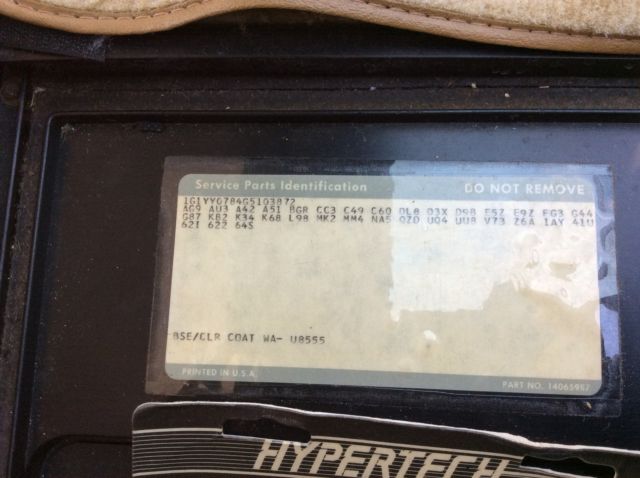 Service Parts Identification DO NOT REMOVE
1G1YY0784G5103872
AG9 AU3 A42 A51 BGR CC3 C49 C60 DL8 D3X D98 E5Z E9Z FG3 G44
G87 KB2 K34 K68 L98 MK2 MM4 NA5 QZD UQ4 UU8 V73 Z6A 1AY 41U
62I 622 64S
BSE/CLR COAT WA- U8555
PRINTED IN U.S.A. PART NO. 14065987
HYPERTECH